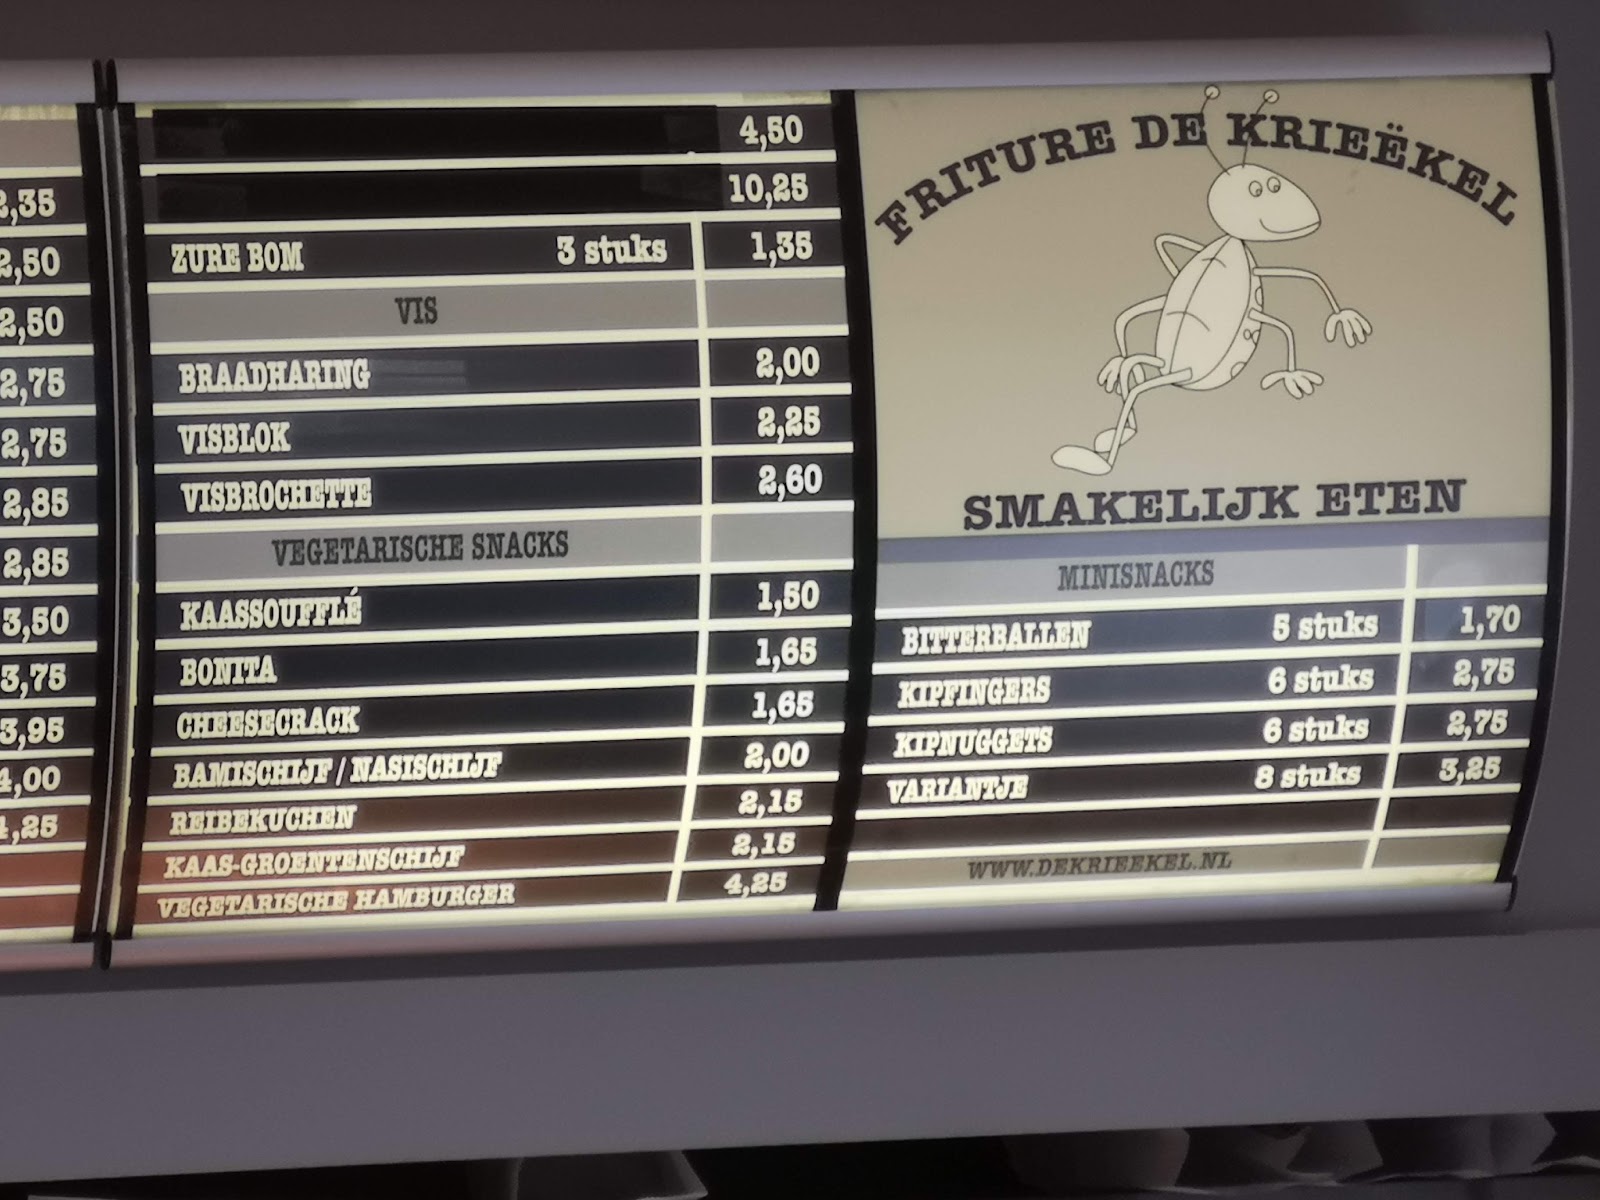 2,35
2,50
2,50
2,75
2,75
2,85
2,85
3,50
3,75
3,95
4,00
4,25
4,50
10,25
ZURE BOM 3 stuks 1,35
VIS
BRAADHARING 2,00
VISBLOK 2,25
VISBROCHETTE 2,60
VEGETARISCHE SNACKS
KAASSOUFFLÉ 1,50
BONITA 1,65
CHEESECRACK 1,65
BAMISCHIJF / NASISCHIJF 2,00
REIBEKUCHEN 2,15
KAAS-GROENTENSCHIJF 2,15
VEGETARISCHE HAMBURGER 4,25
FRITURE DE KRIEËKEL
SMAKELIJK ETEN
MINISNACKS
BITTERBALLEN 5 stuks 1,70
KIPFINGERS 6 stuks 2,75
KIPNUGGETS 6 stuks 2,75
VARIANTJE 8 stuks 3,25
WWW.DEKRIEEKEL.NL